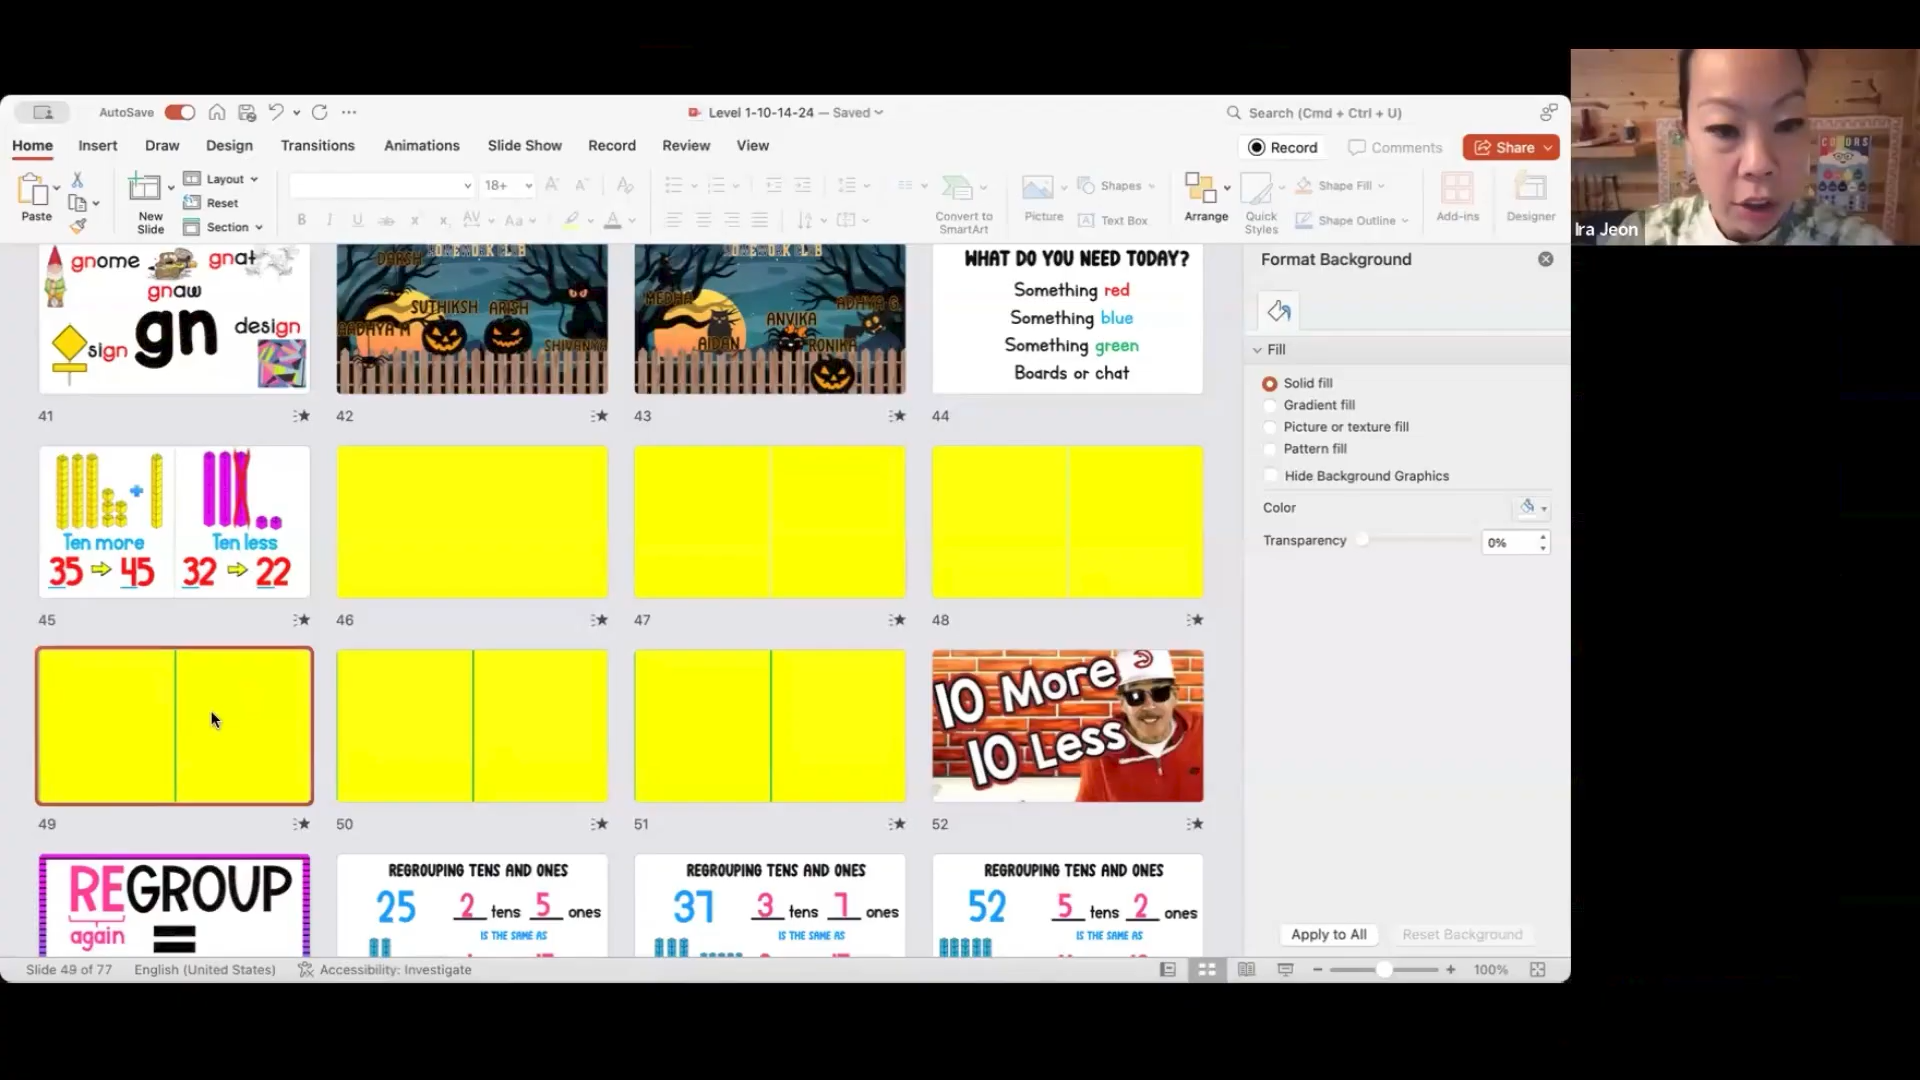 AutoSave
Level 1-10-14-24 — Saved
Search (Cmd + Ctrl + U)
Home Insert Draw Design Transitions Animations Slide Show Record Review View
Record Comments Share
Paste
New Slide
Layout
Reset
Section
18+
Convert to SmartArt
Picture
Shapes
Text Box
Arrange
Quick Styles
Shape Fill
Shape Outline
Add-ins
Designer
Ira Jeon
COLORS
gnome
gnat
gnaw
gn
design
sign
41
DARSH
SUTHIKSH ARISH
42
MEDHA
ADHYA G.
ANVIKA
AIDAN
RONIKA
43
WHAT DO YOU NEED TODAY?
Something red
Something blue
Something green
Boards or chat
44
Ten more
35 45
Ten less
32 22
45
46
47
48
49
50
51
10 More
10 Less
52
REGROUP
again
=
REGROUPING TENS AND ONES
25 2 tens 5 ones
IS THE SAME AS
REGROUPING TENS AND ONES
37 3 tens 7 ones
IS THE SAME AS
REGROUPING TENS AND ONES
52 5 tens 2 ones
IS THE SAME AS
Format Background
Fill
Solid fill
Gradient fill
Picture or texture fill
Pattern fill
Hide Background Graphics
Color
Transparency 0%
Apply to All Reset Background
Slide 49 of 77 English (United States) Accessibility: Investigate
100%